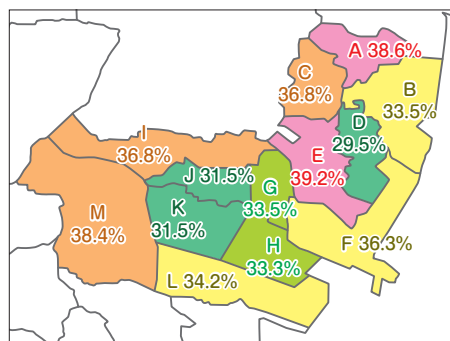 A 38.6%
B
33.5%
C
36.8%
D
29.5%
E
39.2%
F 36.3%
G
33.5%
H
33.3%
I
36.8%
J 31.5%
K
31.5%
L 34.2%
M
38.4%